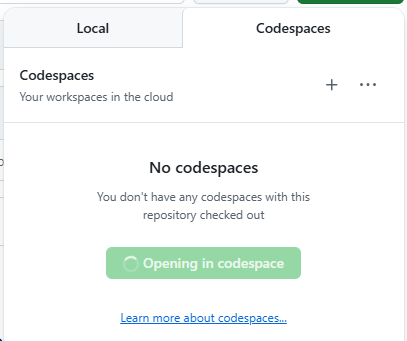 Local
Codespaces
Codespaces
Your workspaces in the cloud
No codespaces
You don't have any codespaces with this
repository checked out
Opening in codespace
Learn more about codespaces...